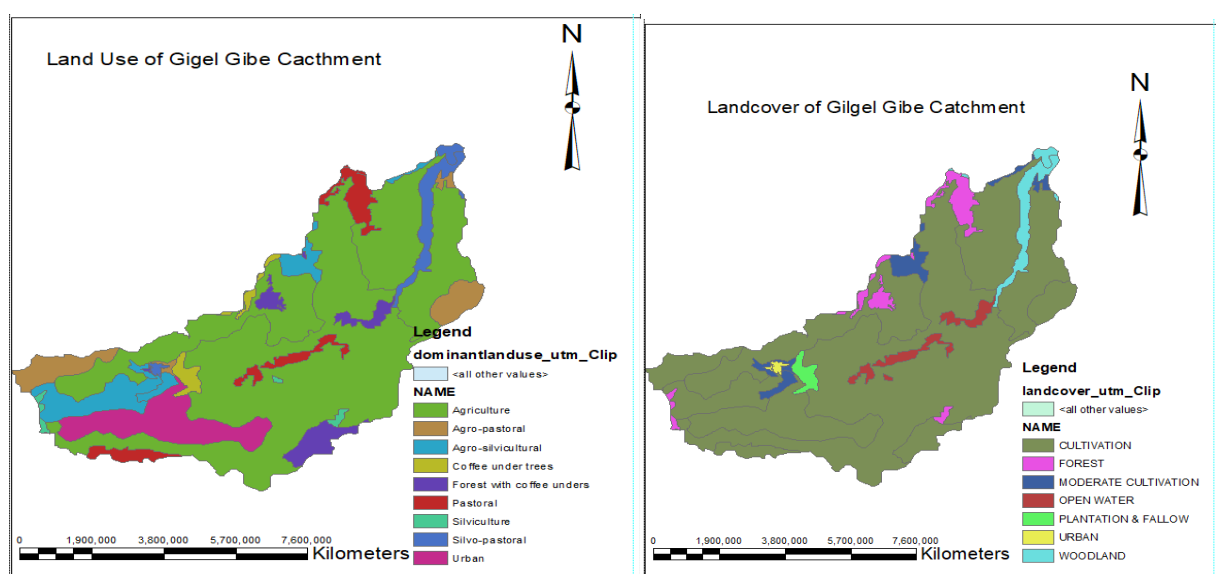 Land Use of Gigel Gibe Cacthment
N
Legend
dominantlanduse_utm_Clip
<all other values>
NAME
Agriculture
Agro-pastoral
Agro-silvicultural
Coffee under trees
Forest with coffee unders
Pastoral
Silviculture
Silvo-pastoral
Urban
0 1,900,000 3,800,000 5,700,000 7,600,000
Kilometers
Landcover of Gilgel Gibe Catchment
N
Legend
landcover_utm_Clip
<all other values>
NAME
CULTIVATION
FOREST
MODERATE CULTIVATION
OPEN WATER
PLANTATION & FALLOW
URBAN
WOODLAND
0 1,900,000 3,800,000 5,700,000 7,600,000
Kilometers